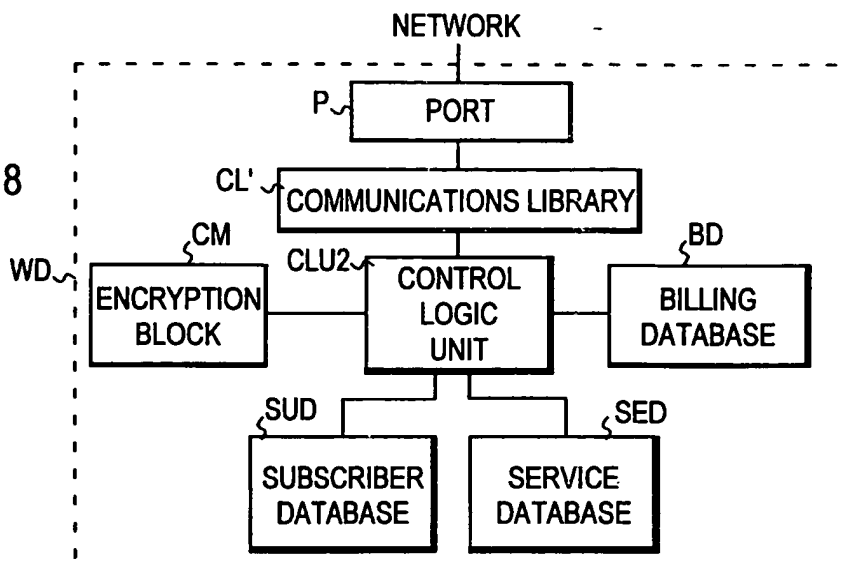 NETWORK
P
PORT
8
CL'
COMMUNICATIONS LIBRARY
CM
CLU2
BD
WD
ENCRYPTION
BLOCK
CONTROL
LOGIC
UNIT
BILLING
DATABASE
SUD
SED
SUBSCRIBER
DATABASE
SERVICE
DATABASE